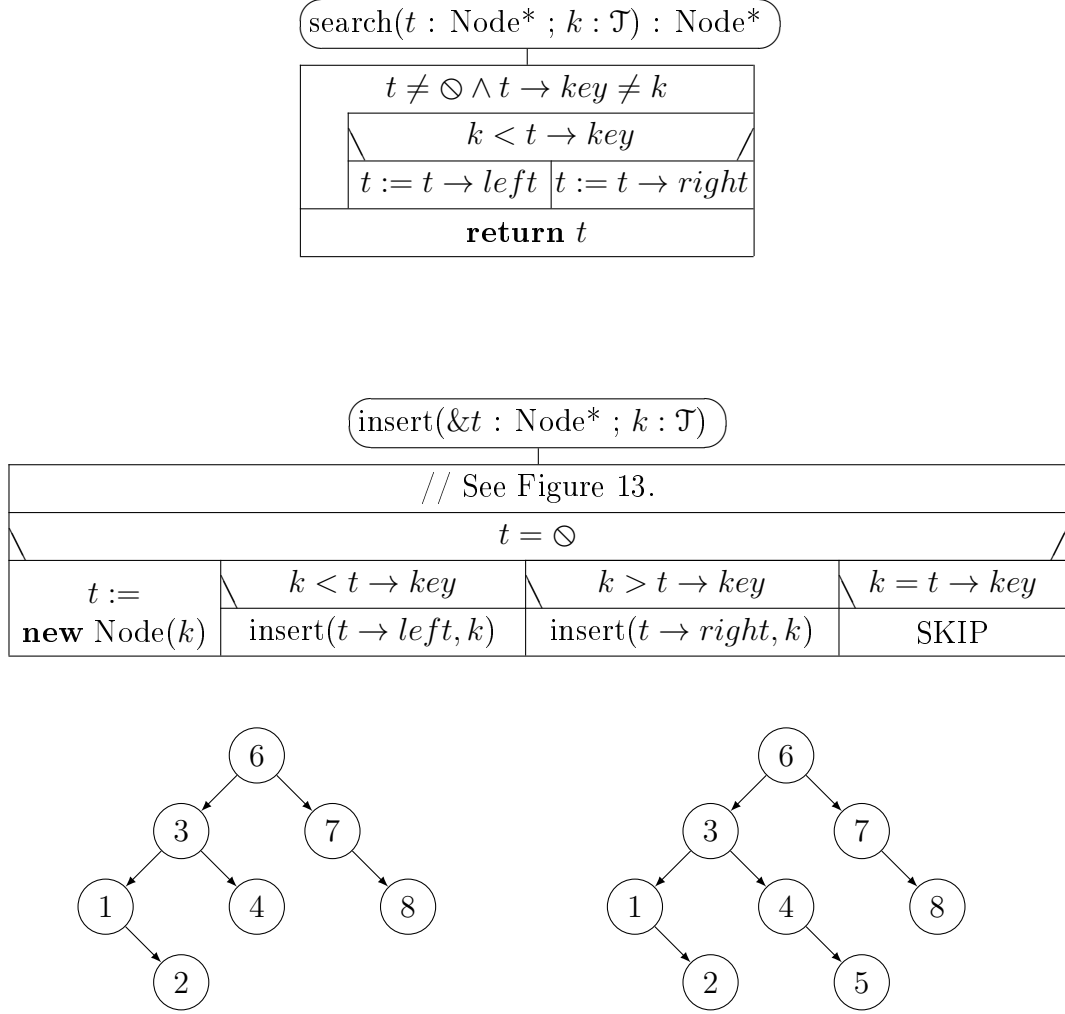 search(t : Node* ; k : 𝒯) : Node*
t ≠ ⦸ ∧ t → key ≠ k
k < t → key
t := t → left t := t → right
return t
insert(&t : Node* ; k : 𝒯)
// See Figure 13.
t = ⦸
t :=
new Node(k)
k < t → key k > t → key k = t → key
insert(t → left, k) insert(t → right, k) SKIP
6 6
3 7 3 7
1 4 8 1 4 8
2 2 5